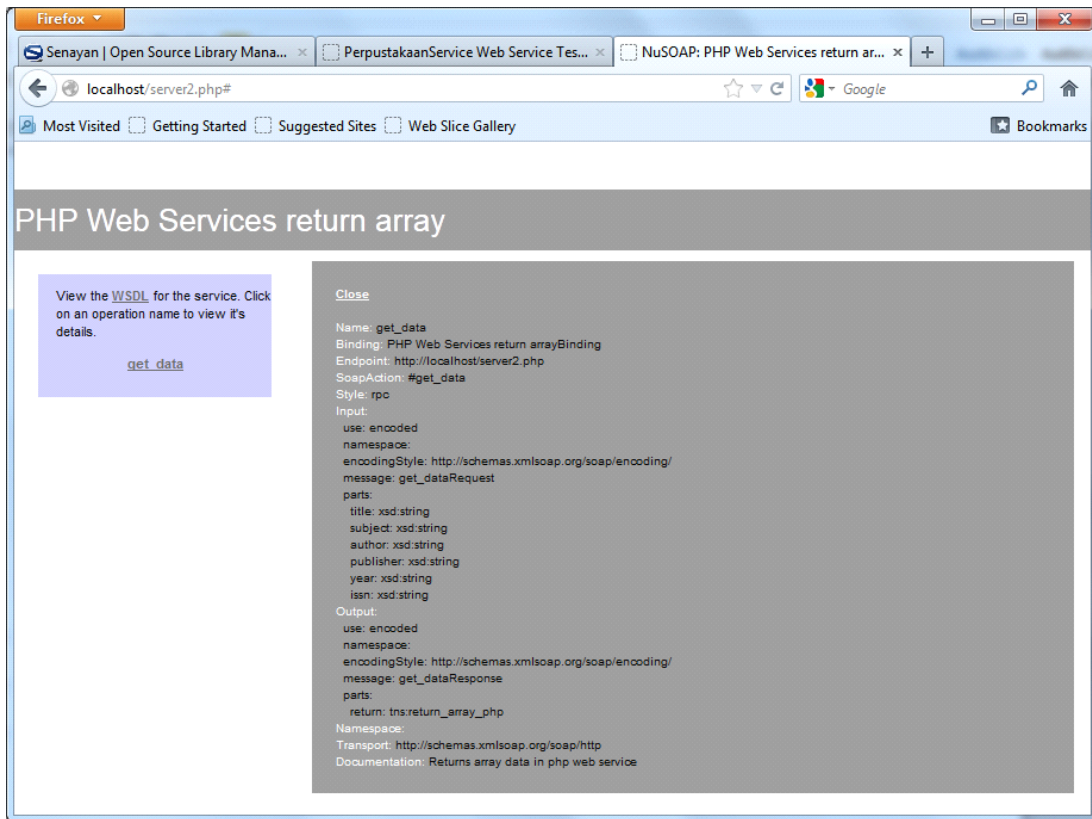 Firefox
Senayan | Open Source Library Mana...
PerpustakaanService Web Service Tes...
NuSOAP: PHP Web Services return ar...
localhost/server2.php#
Google
Most Visited
Getting Started
Suggested Sites
Web Slice Gallery
Bookmarks
PHP Web Services return array
View the WSDL for the service. Click
on an operation name to view it's
details.
get_data
Close
Name: get_data
Binding: PHP Web Services return arrayBinding
Endpoint: http://localhost/server2.php
SoapAction: #get_data
Style: rpc
Input:
use: encoded
namespace:
encodingStyle: http://schemas.xmlsoap.org/soap/encoding/
message: get_dataRequest
parts:
title: xsd:string
subject: xsd:string
author: xsd:string
publisher: xsd:string
year: xsd:string
issn: xsd:string
Output:
use: encoded
namespace:
encodingStyle: http://schemas.xmlsoap.org/soap/encoding/
message: get_dataResponse
parts:
return: tns:return_array_php
Namespace:
Transport: http://schemas.xmlsoap.org/soap/http
Documentation: Returns array data in php web service